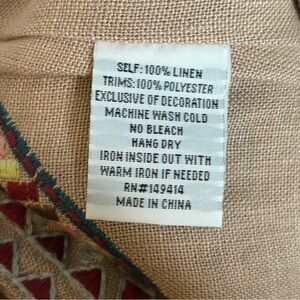 SELF: 100% LINEN
TRIMS: 100% POLYESTER
EXCLUSIVE OF DECORATION
MACHINE WASH COLD
NO BLEACH
HANG DRY
IRON INSIDE OUT WITH
WARM IRON IF NEEDED
RN#149414
MADE IN CHINA